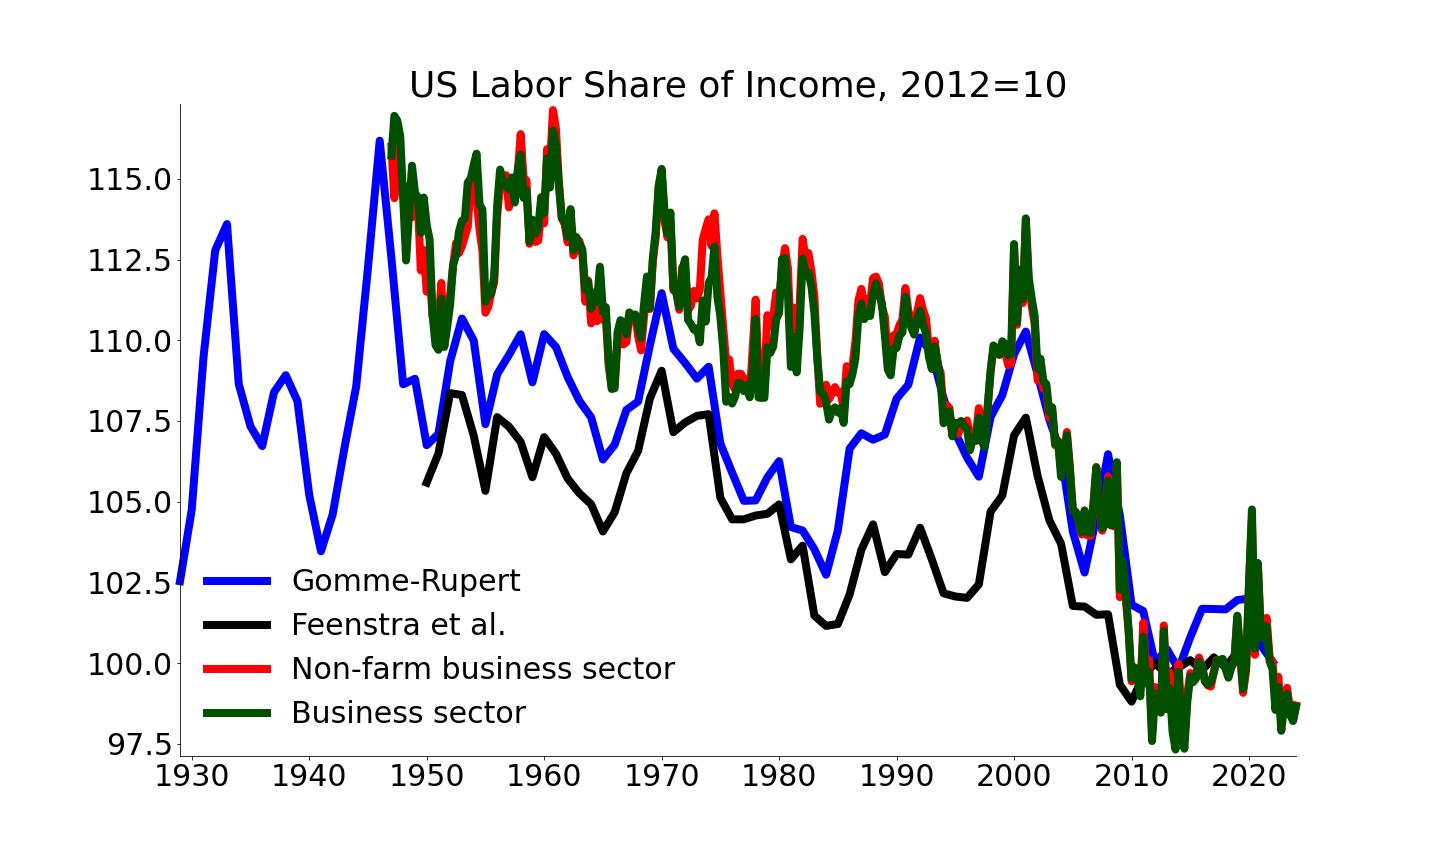 US Labor Share of Income, 2012=10
115.0
112.5
110.0
107.5
105.0
102.5
100.0
97.5
Gomme-Rupert
Feenstra et al.
Non-farm business sector
Business sector
1930 1940 1950 1960 1970 1980 1990 2000 2010 2020